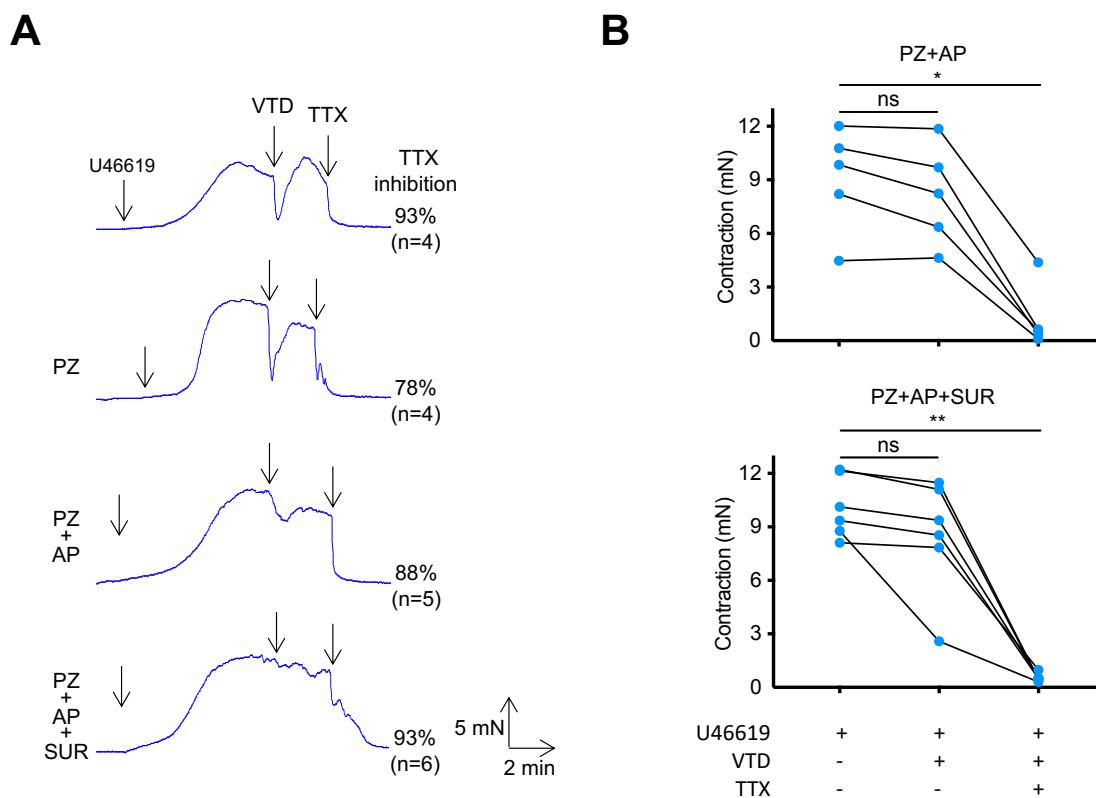 A
VTD
TTX
U46619
TTX
inhibition
93%
(n=4)
PZ
78%
(n=4)
PZ
+
AP
88%
(n=5)
PZ
+
AP
+
SUR
93%
(n=6)
5 mN
2 min
B
PZ+AP
*
ns
12
9
6
3
0
Contraction (mN)
PZ+AP+SUR
**
ns
12
9
6
3
0
Contraction (mN)
U46619 + + +
VTD - + +
TTX - - +